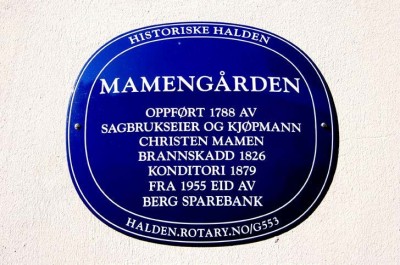 HISTORISKE HALDEN
MAMENGÅRDEN
OPPFØRT 1788 AV
SAGBRUKSEIER OG KJØPMANN
CHRISTEN MAMEN
BRANNSKADD 1826
KONDITORI 1879
FRA 1955 EID AV
BERG SPAREBANK
HALDEN.ROTARY.NO/G553